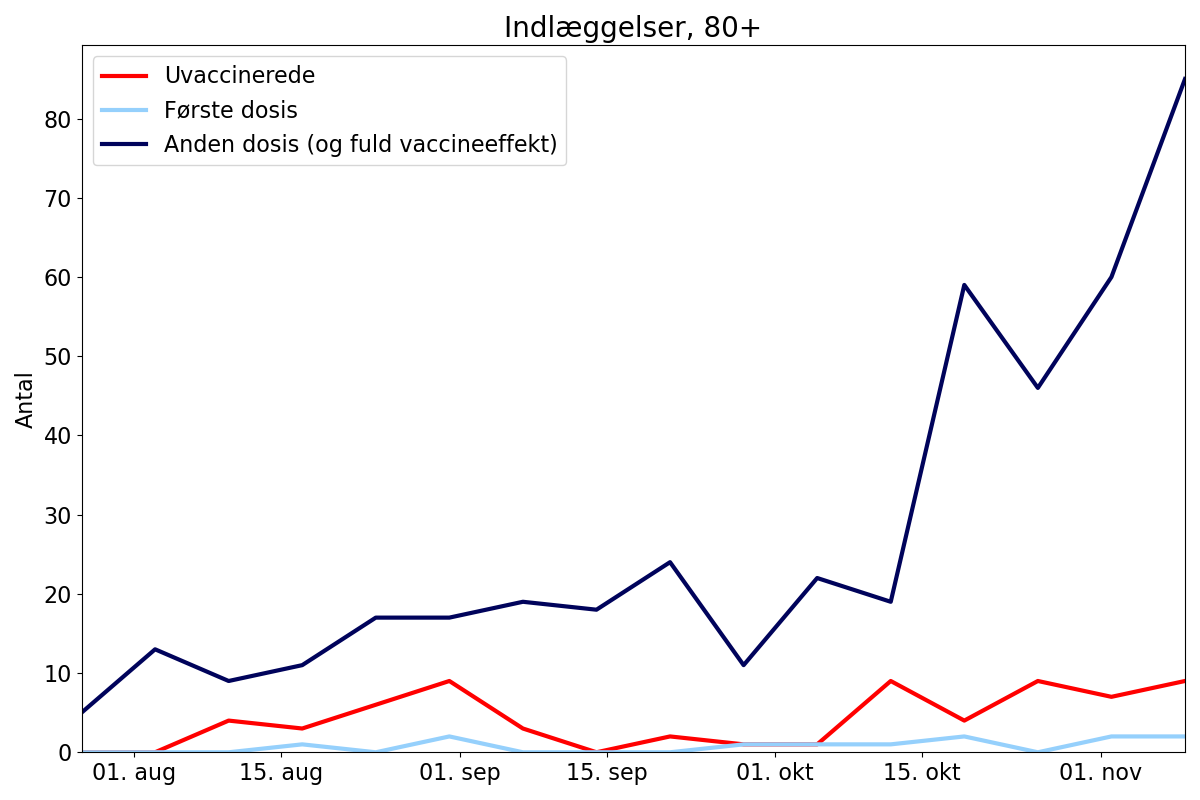 Indlæggelser, 80+
Uvaccinerede
Første dosis
Anden dosis (og fuld vaccineeffekt)
Antal
80
70
60
50
40
30
20
10
0
01. aug 15. aug 01. sep 15. sep 01. okt 15. okt 01. nov